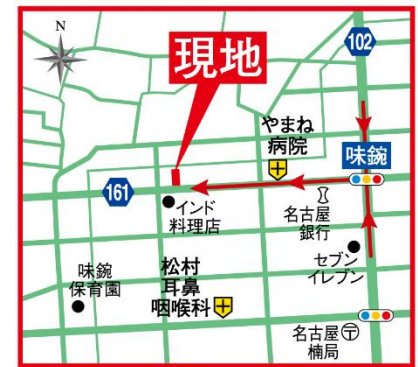 N
102
現地
やまね
病院
味鋺
161
インド
料理店
名古屋
銀行
セブン
イレブン
味鋺
保育園
松村
耳鼻
咽喉科
名古屋〒
楠局